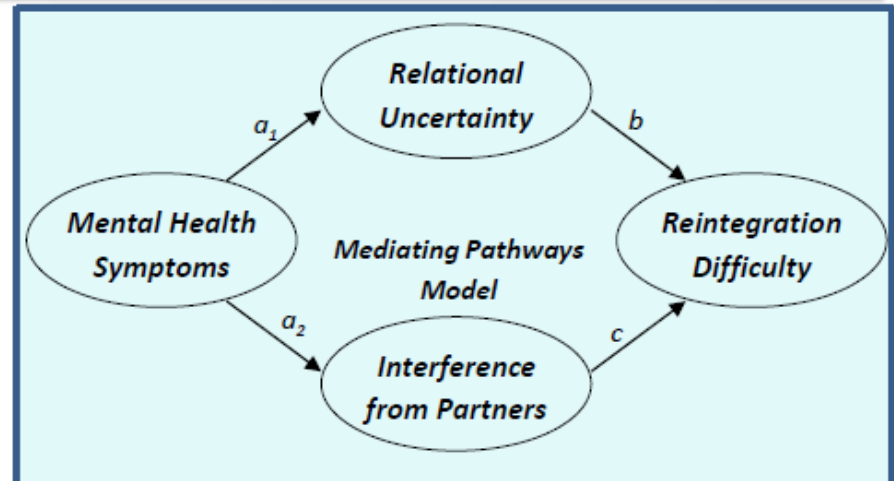 Relational
Uncertainty
a₁
b
Mental Health
Symptoms
Mediating Pathways
Model
Reintegration
Difficulty
a₂
c
Interference
from Partners